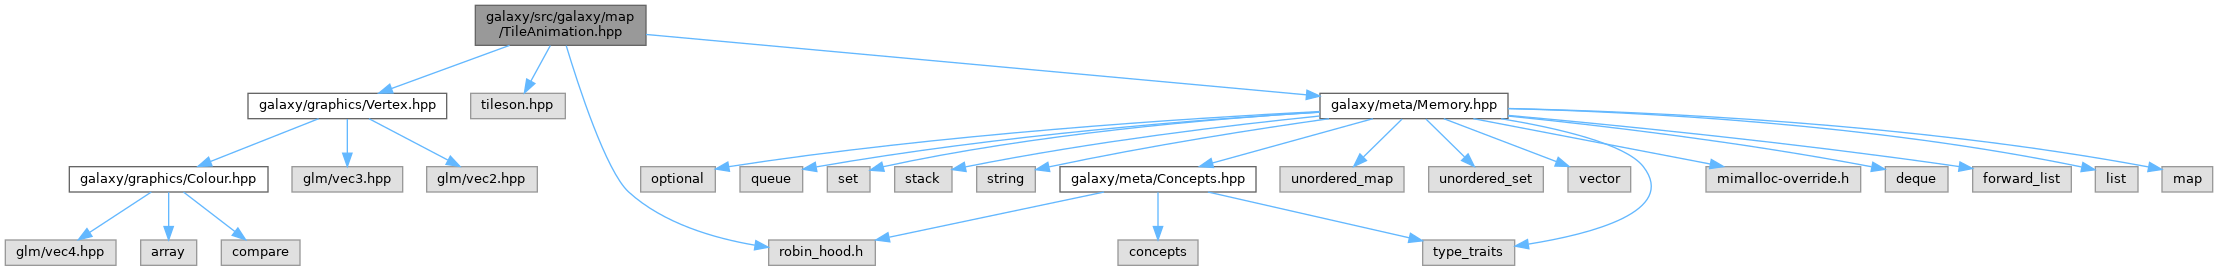 galaxy/src/galaxy/map
/TileAnimation.hpp
galaxy/graphics/Vertex.hpp
tileson.hpp
galaxy/meta/Memory.hpp
galaxy/graphics/Colour.hpp
glm/vec3.hpp
glm/vec2.hpp
optional
queue
set
stack
string
galaxy/meta/Concepts.hpp
unordered_map
unordered_set
vector
mimalloc-override.h
deque
forward_list
list
map
glm/vec4.hpp
array
compare
robin_hood.h
concepts
type_traits